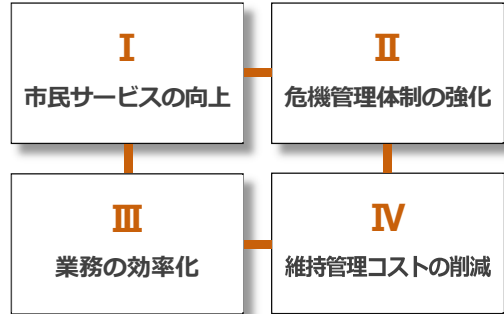 Ⅰ
市民サービスの向上
Ⅱ
危機管理体制の強化
Ⅲ
業務の効率化
Ⅳ
維持管理コストの削減